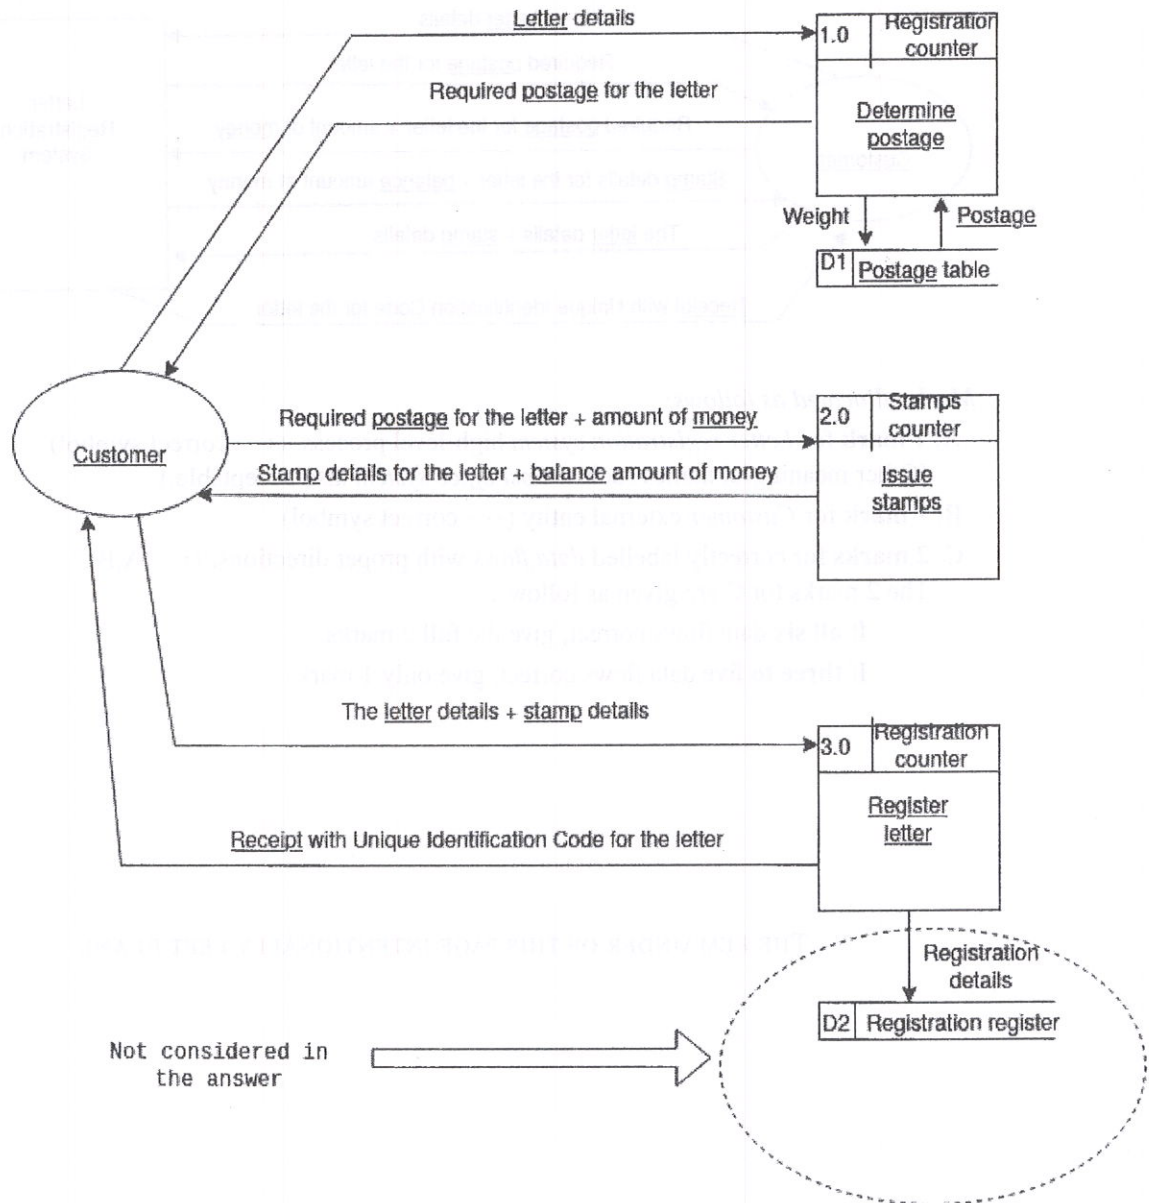 Letter details
1.0
Registration
counter
Required postage for the letter
Determine
postage
Weight
Postage
D1
Postage table
Customer
Required postage for the letter + amount of money
2.0
Stamps
counter
Stamp details for the letter + balance amount of money
Issue
stamps
The letter details + stamp details
3.0
Registration
counter
Register
letter
Receipt with Unique Identification Code for the letter
Registration
details
D2
Registration register
Not considered in
the answer